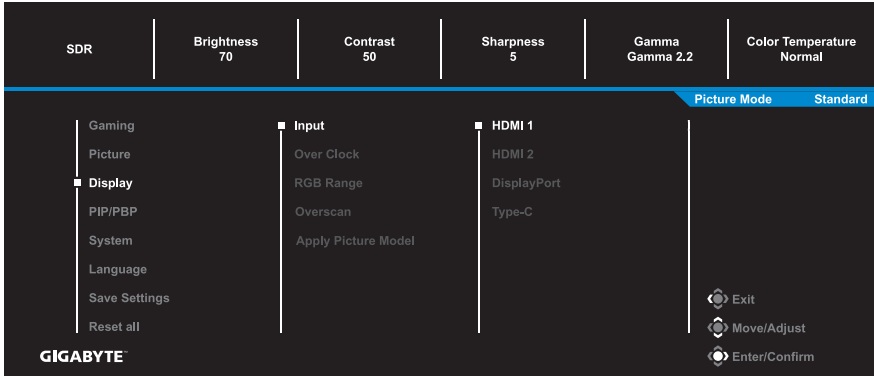 SDR
Brightness
70
Contrast
50
Sharpness
5
Gamma
Gamma 2.2
Color Temperature
Normal
Picture Mode Standard
Gaming
Picture
Display
PIP/PBP
System
Language
Save Settings
Reset all
Input
Over Clock
RGB Range
Overscan
Apply Picture Model
HDMI 1
HDMI 2
DisplayPort
Type-C
Exit
Move/Adjust
Enter/Confirm
GIGABYTE™